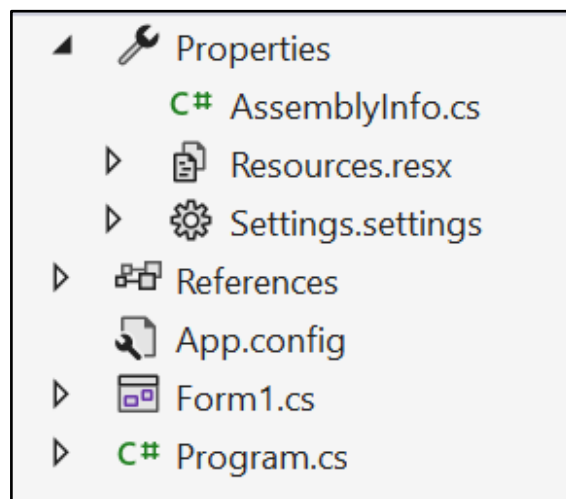 Properties
C# AssemblyInfo.cs
Resources.resx
Settings.settings
References
App.config
Form1.cs
C# Program.cs